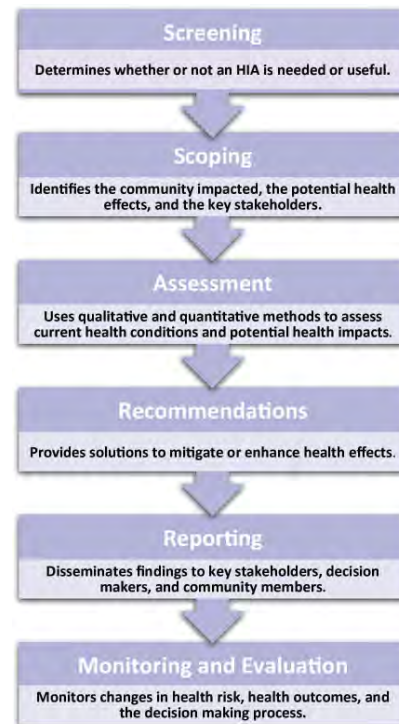 Screening
Determines whether or not an HIA is needed or useful.
Scoping
Identifies the community impacted, the potential health
effects, and the key stakeholders.
Assessment
Uses qualitative and quantitative methods to assess
current health conditions and potential health impacts.
Recommendations
Provides solutions to mitigate or enhance health effects.
Reporting
Disseminates findings to key stakeholders, decision
makers, and community members.
Monitoring and Evaluation
Monitors changes in health risk, health outcomes, and
the decision making process.